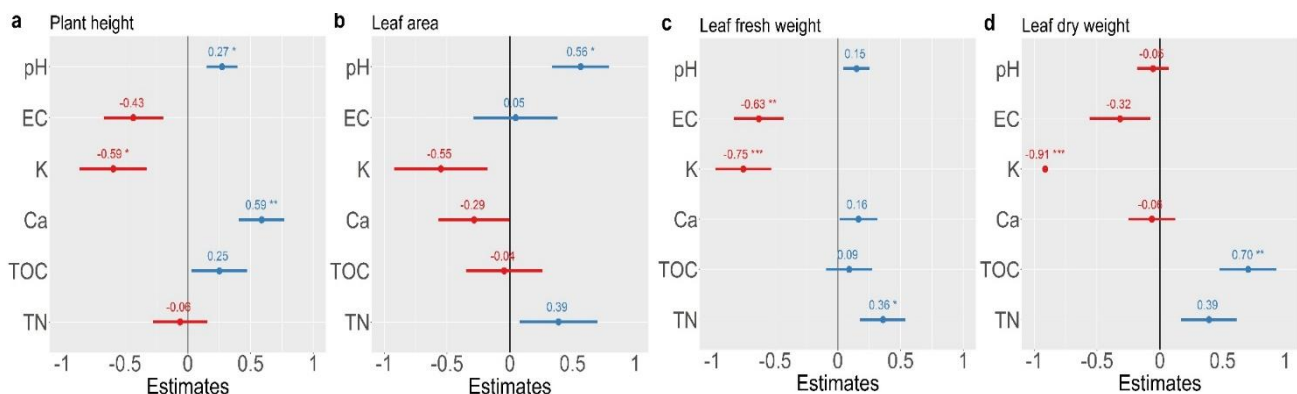 a Plant height
pH
EC
K
Ca
TOC
TN
0.27 *
-0.43
-0.59 *
0.59 **
0.25
-0.06
-1 -0.5 0 0.5 1
Estimates
b Leaf area
pH
EC
K
Ca
TOC
TN
0.56 *
0.05
-0.55
-0.29
-0.04
0.39
-1 -0.5 0 0.5 1
Estimates
c Leaf fresh weight
pH
EC
K
Ca
TOC
TN
0.15
-0.63 **
-0.75 ***
0.16
0.09
0.36 *
-1 -0.5 0 0.5 1
Estimates
d Leaf dry weight
pH
EC
K
Ca
TOC
TN
-0.05
-0.32
-0.91 ***
-0.06
0.70 **
0.39
-1 -0.5 0 0.5 1
Estimates